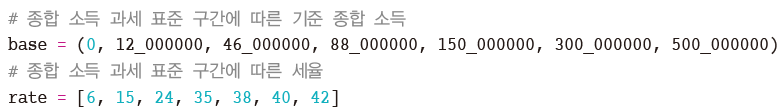 # 종합 소득 과세 표준 구간에 따른 기준 종합 소득
base = (0, 12_000000, 46_000000, 88_000000, 150_000000, 300_000000, 500_000000)
# 종합 소득 과세 표준 구간에 따른 세율
rate = [6, 15, 24, 35, 38, 40, 42]